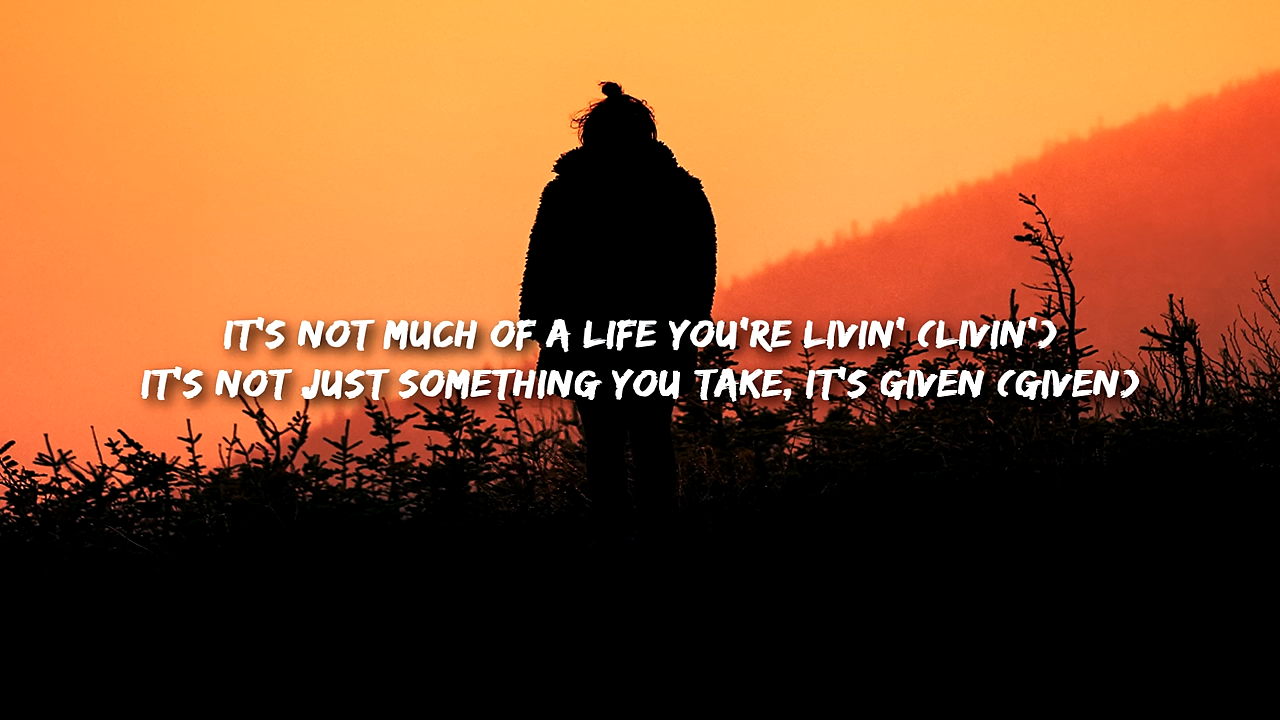 IT'S NOT MUCH OF A LIFE YOU'RE LIVIN' (LIVIN')
IT'S NOT JUST SOMETHING YOU TAKE, IT'S GIVEN (GIVEN)